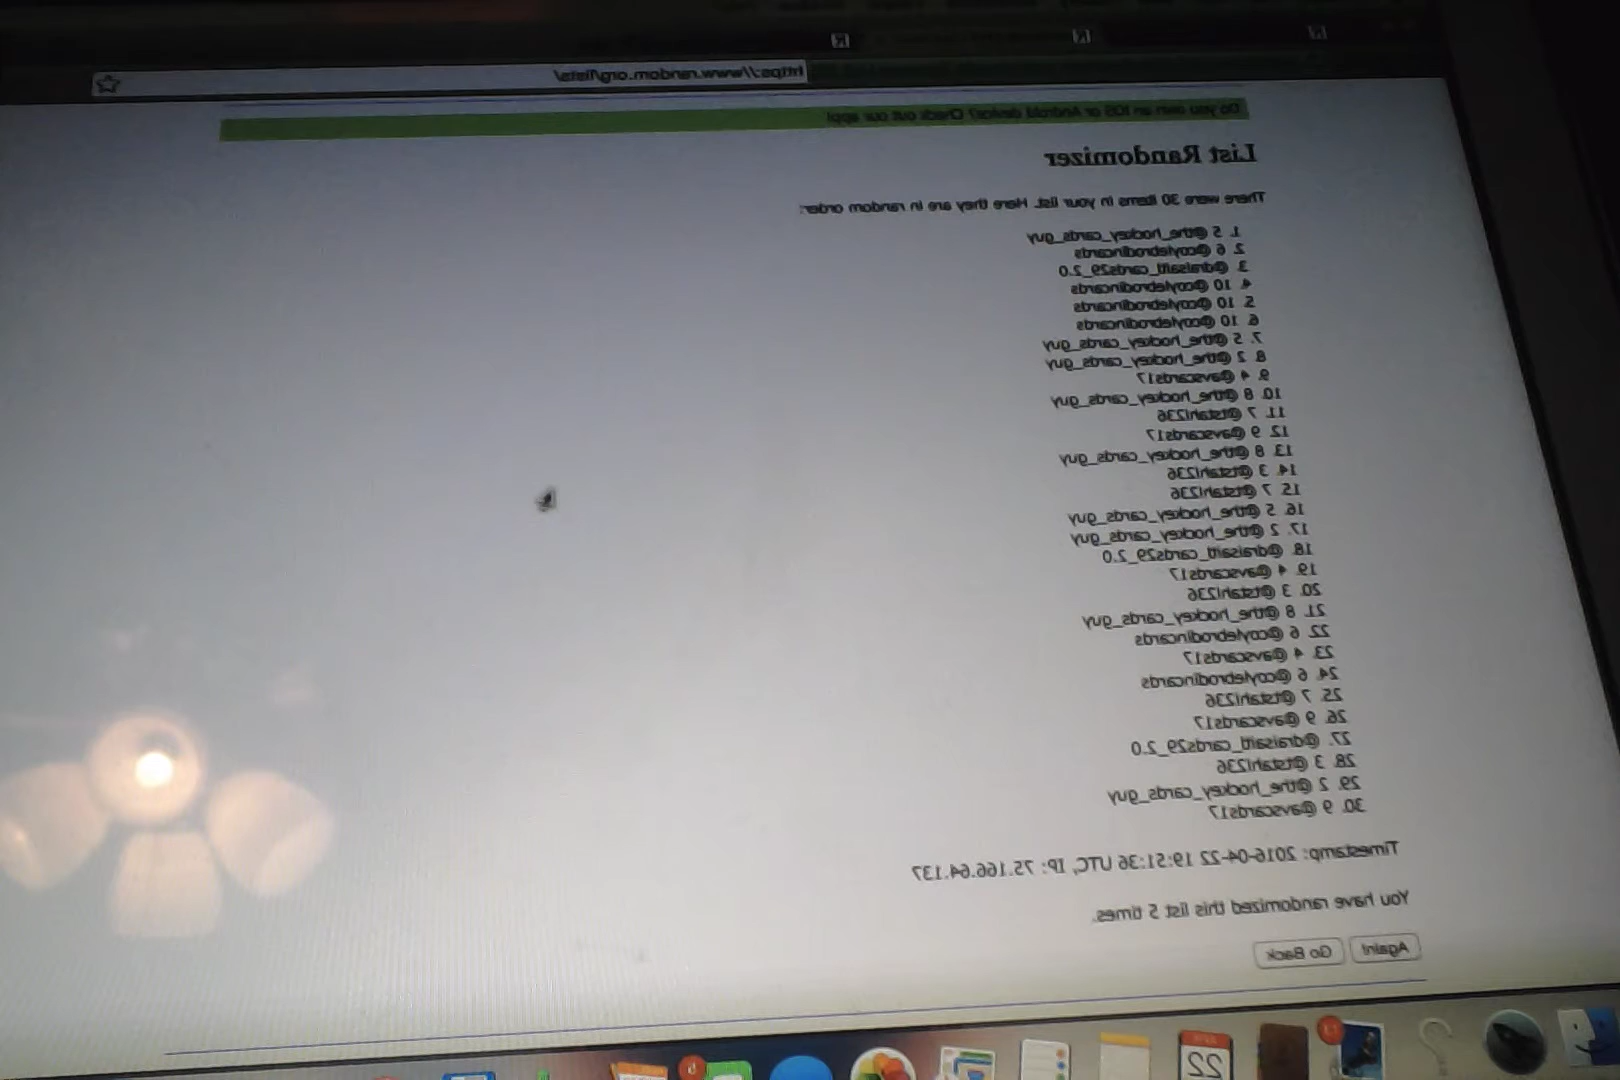 https://www.random.org/lists/
Do you own an iOS or Android device? Check out our app!
List Randomizer
There were 30 items in your list. Here they are in random order:
1. 5 @the_hockey_cards_guy
2. 6 @coylebrodincards
3. @draisaitl_cards29_2.0
4. 10 @coylebrodincards
5. 10 @coylebrodincards
6. 10 @coylebrodincards
7. 5 @the_hockey_cards_guy
8. 2 @the_hockey_cards_guy
9. 4 @avscards17
10. 8 @the_hockey_cards_guy
11. 7 @tstahl236
12. 9 @avscards17
13. 8 @the_hockey_cards_guy
14. 3 @tstahl236
15. 7 @tstahl236
16. 5 @the_hockey_cards_guy
17. 2 @the_hockey_cards_guy
18. @draisaitl_cards29_2.0
19. 4 @avscards17
20. 3 @tstahl236
21. 8 @the_hockey_cards_guy
22. 6 @coylebrodincards
23. 4 @avscards17
24. 6 @coylebrodincards
25. 7 @tstahl236
26. 9 @avscards17
27. @draisaitl_cards29_2.0
28. 3 @tstahl236
29. 2 @the_hockey_cards_guy
30. 9 @avscards17
Timestamp: 2016-04-22 19:51:36 UTC, IP: 75.166.64.137
You have randomized this list 5 times.
Again! Go Back
22